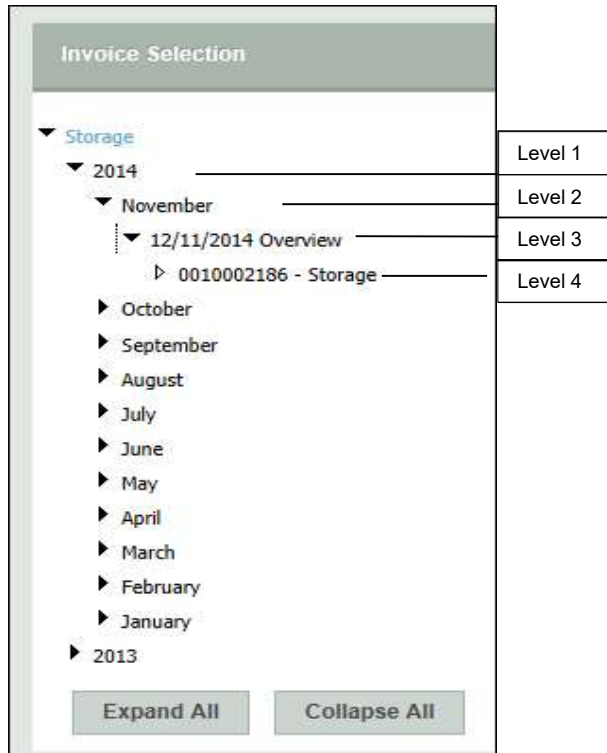 Invoice Selection
Storage
2014 Level 1
November Level 2
12/11/2014 Overview Level 3
0010002186 - Storage Level 4
October
September
August
July
June
May
April
March
February
January
2013
Expand All Collapse All